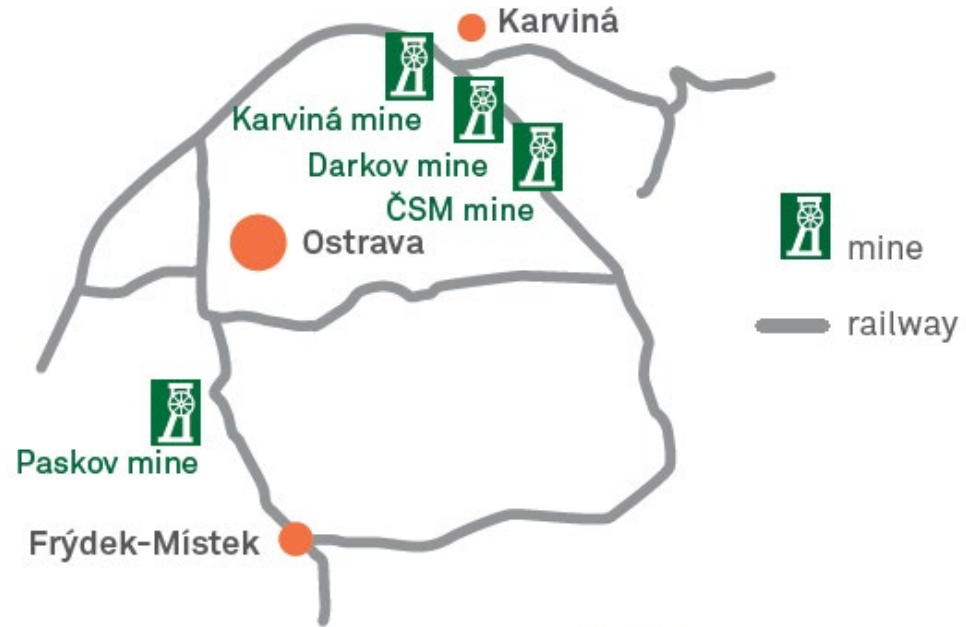 Karviná
Karviná mine
Darkov mine
ČSM mine
Ostrava
mine
railway
Paskov mine
Frýdek-Místek